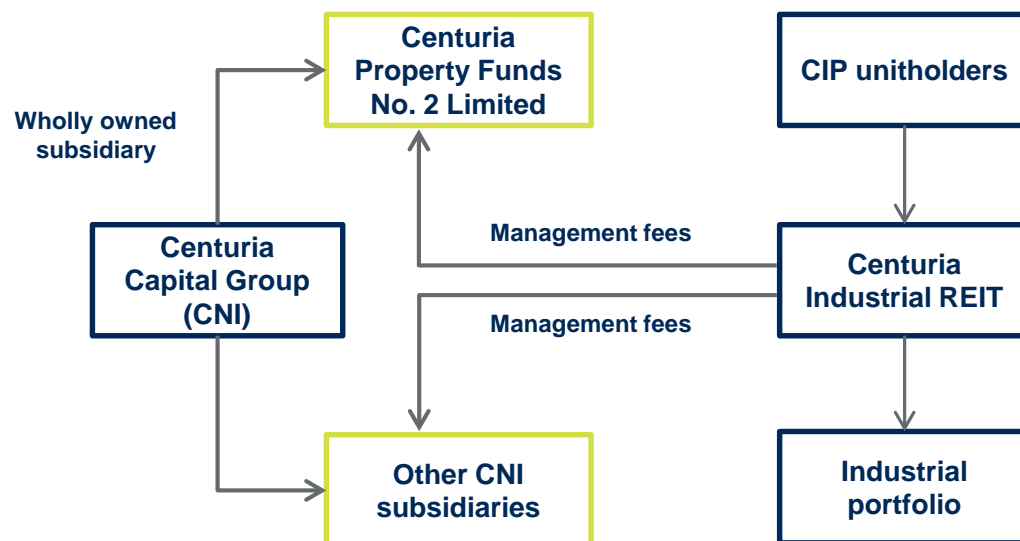 Centuria
Property Funds
No. 2 Limited
CIP unitholders
Wholly owned
subsidiary
Centuria
Capital Group
(CNI)
Management fees
Management fees
Centuria
Industrial REIT
Other CNI
subsidiaries
Industrial
portfolio